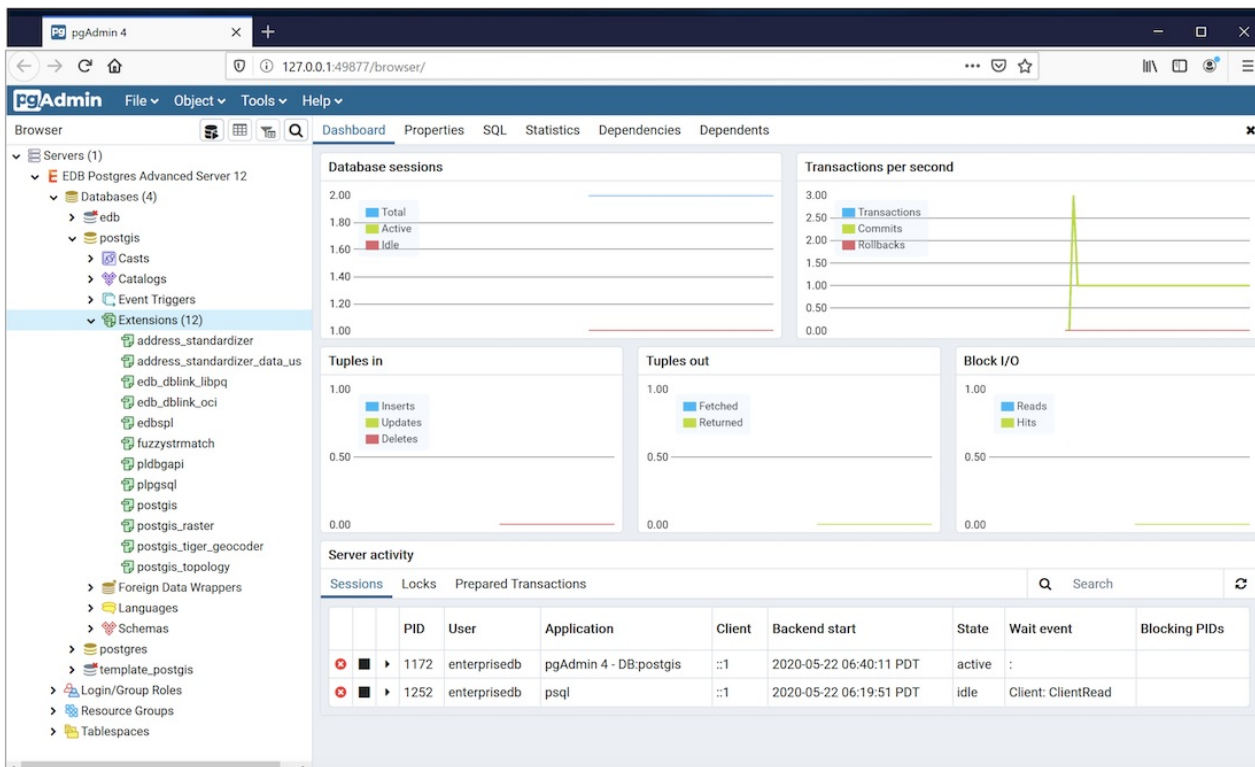 pgAdmin 4
127.0.0.1:49877/browser/
pgAdmin File Object Tools Help
Browser
Dashboard Properties SQL Statistics Dependencies Dependents
Servers (1)
EDB Postgres Advanced Server 12
Databases (4)
edb
postgis
Casts
Catalogs
Event Triggers
Extensions (12)
address_standardizer
address_standardizer_data_us
edb_dblink_libpq
edb_dblink_oci
edbspl
fuzzystrmatch
pldbgapi
plpgsql
postgis
postgis_raster
postgis_tiger_geocoder
postgis_topology
Foreign Data Wrappers
Languages
Schemas
postgres
template_postgis
Login/Group Roles
Resource Groups
Tablespaces
Database sessions
2.00
1.80
1.60
1.40
1.20
1.00
Total
Active
Idle
Transactions per second
3.00
2.50
2.00
1.50
1.00
0.50
0.00
Transactions
Commits
Rollbacks
Tuples in
1.00
0.50
0.00
Inserts
Updates
Deletes
Tuples out
1.00
0.50
0.00
Fetched
Returned
Block I/O
1.00
0.50
0.00
Reads
Hits
Server activity
Sessions Locks Prepared Transactions Search
PID User Application Client Backend start State Wait event Blocking PIDs
1172 enterprisedb pgAdmin 4 - DB:postgis ::1 2020-05-22 06:40:11 PDT active :
1252 enterprisedb psql ::1 2020-05-22 06:19:51 PDT idle Client: ClientRead